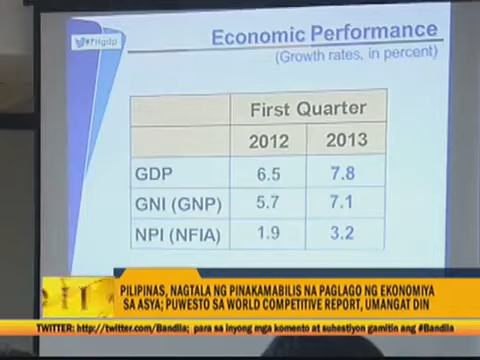 #PHgdp
Economic Performance
(Growth rates, in percent)
First Quarter
2012 2013
GDP 6.5 7.8
GNI (GNP) 5.7 7.1
NPI (NFIA) 1.9 3.2
PILIPINAS, NAGTALA NG PINAKAMABILIS NA PAGLAGO NG EKONOMIYA
SA ASYA; PUWESTO SA WORLD COMPETITIVE REPORT, UMANGAT DIN
TWITTER: http://twitter.com/Bandila; para sa inyong mga komento at suhestiyon gamitin ang #Bandila